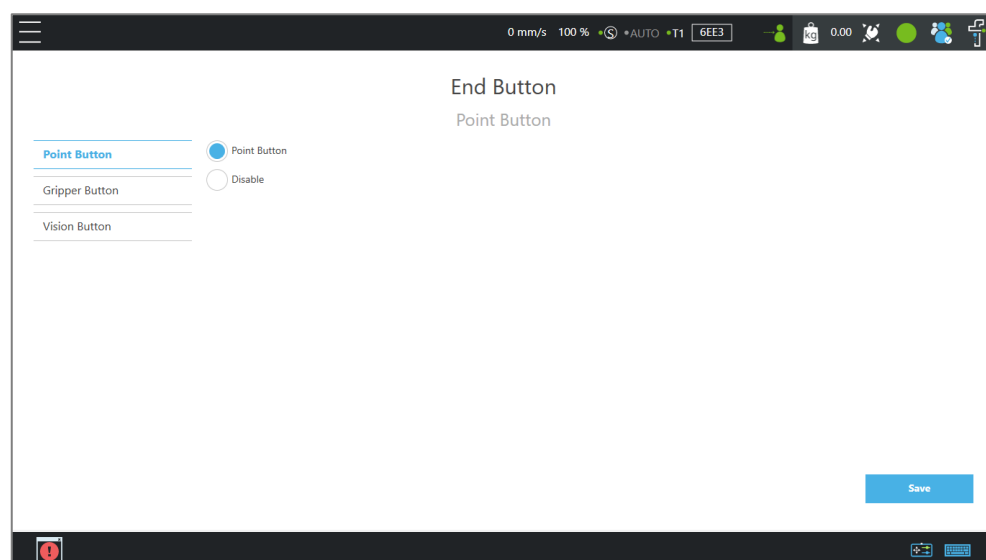 0 mm/s 100 % •Ⓢ •AUTO •T1 6EE3 kg 0.00
End Button
Point Button
Point Button
Point Button
Disable
Gripper Button
Vision Button
Save